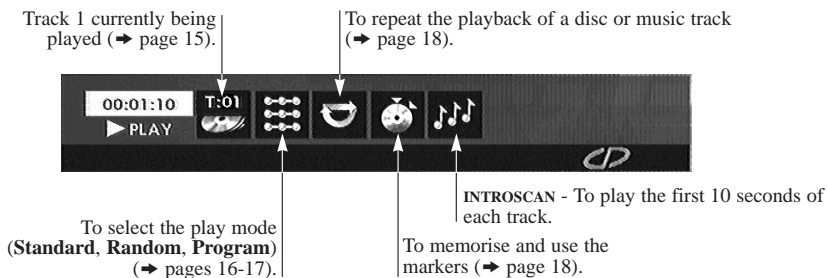 Track 1 currently being
played (➜ page 15).
To repeat the playback of a disc or music track
(➜ page 18).
00:01:10
PLAY
T:01
INTROSCAN - To play the first 10 seconds of
each track.
To select the play mode
(Standard, Random, Program)
(➜ pages 16-17).
To memorise and use the
markers (➜ page 18).